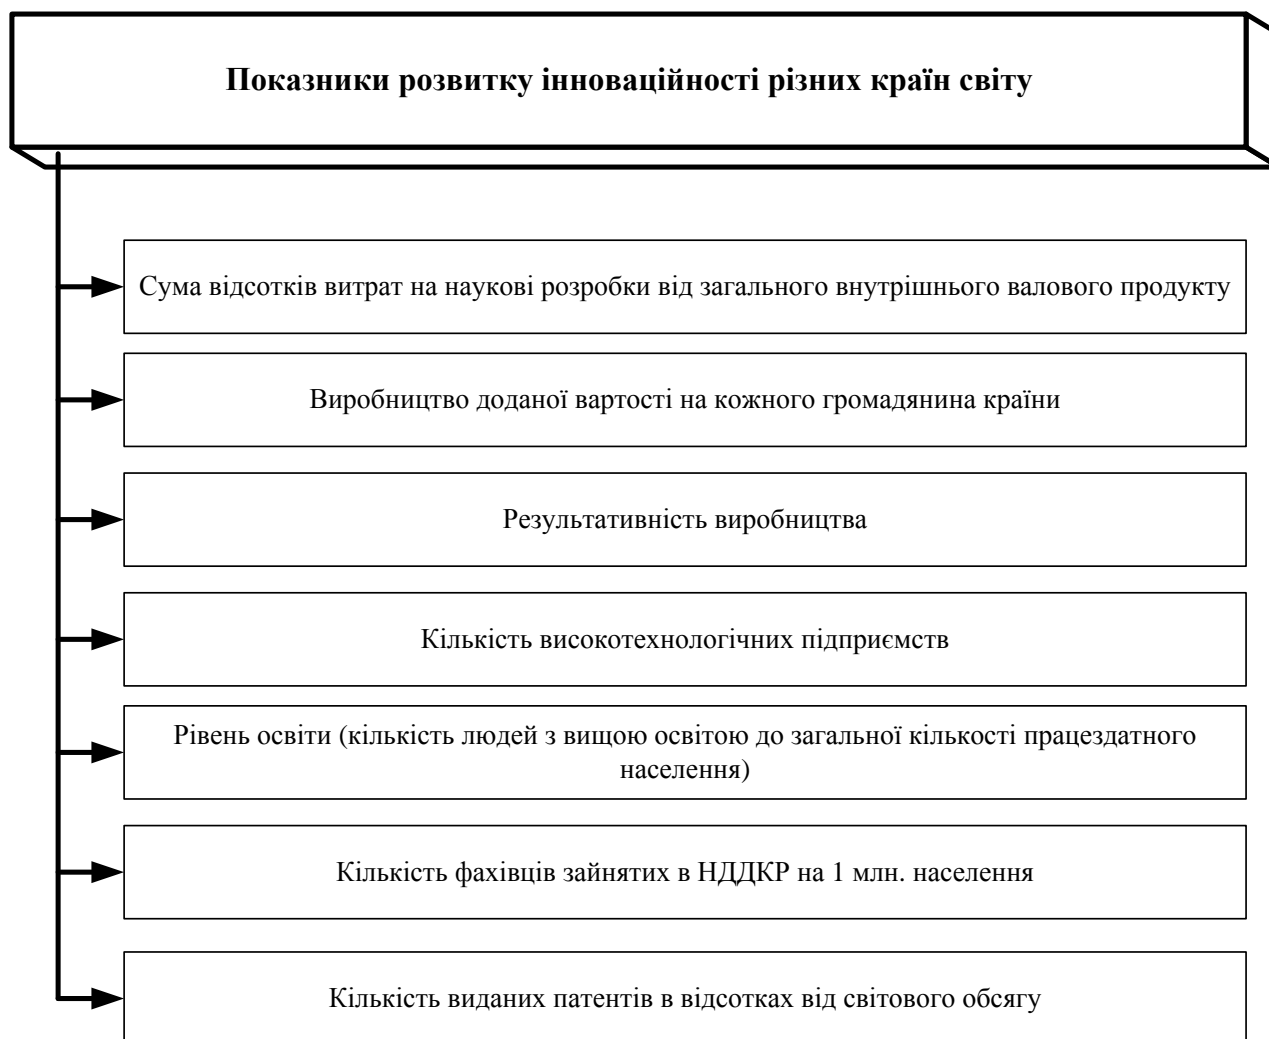 Показники розвитку інноваційності різних країн світу
Сума відсотків витрат на наукові розробки від загального внутрішнього валового продукту
Виробництво доданої вартості на кожного громадянина країни
Результативність виробництва
Кількість високотехнологічних підприємств
Рівень освіти (кількість людей з вищою освітою до загальної кількості працездатного
населення)
Кількість фахівців зайнятих в НДДКР на 1 млн. населення
Кількість виданих патентів в відсотках від світового обсягу